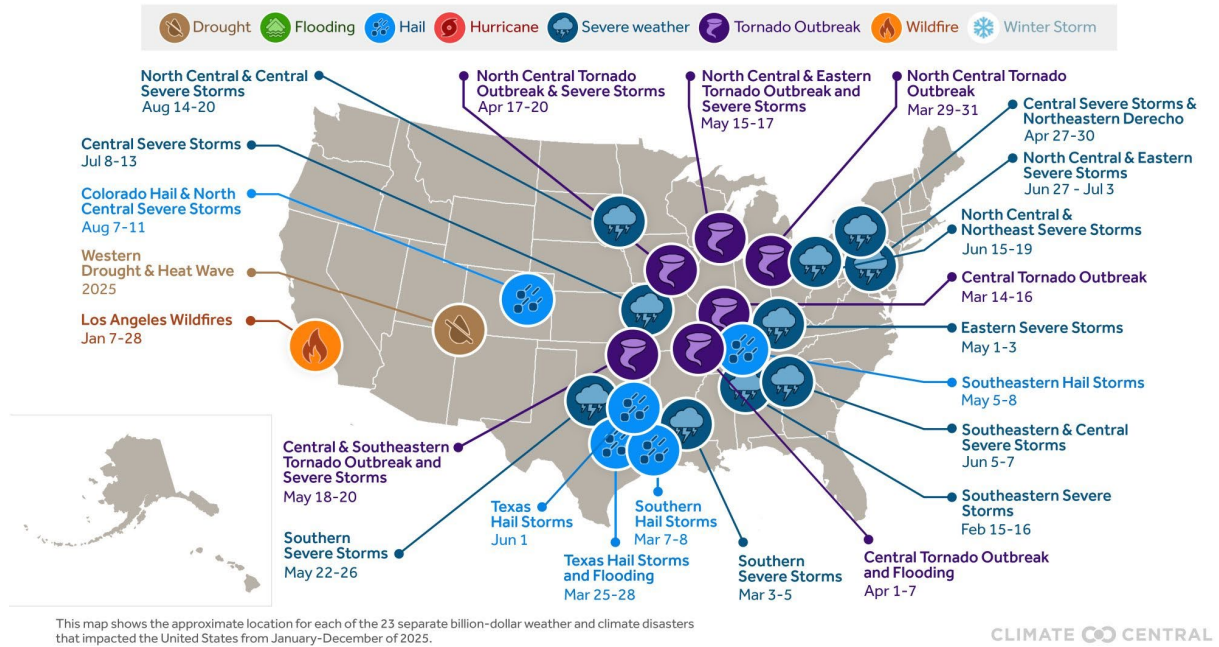 Drought Flooding Hail Hurricane Severe weather Tornado Outbreak Wildfire Winter Storm
North Central & Central
Severe Storms
Aug 14-20
North Central Tornado
Outbreak & Severe Storms
Apr 17-20
North Central & Eastern
Tornado Outbreak and
Severe Storms
May 15-17
North Central Tornado
Outbreak
Mar 29-31
Central Severe Storms &
Northeastern Derecho
Apr 27-30
Central Severe Storms
Jul 8-13
North Central & Eastern
Severe Storms
Jun 27 - Jul 3
Colorado Hail & North
Central Severe Storms
Aug 7-11
North Central &
Northeast Severe Storms
Jun 15-19
Western
Drought & Heat Wave
2025
Central Tornado Outbreak
Mar 14-16
Los Angeles Wildfires
Jan 7-28
Eastern Severe Storms
May 1-3
Southeastern Hail Storms
May 5-8
Southeastern & Central
Severe Storms
Jun 5-7
Central & Southeastern
Tornado Outbreak and
Severe Storms
May 18-20
Southeastern Severe
Storms
Feb 15-16
Texas
Hail Storms
Jun 1
Southern
Hail Storms
Mar 7-8
Southern
Severe Storms
May 22-26
Texas Hail Storms
and Flooding
Mar 25-28
Southern
Severe Storms
Mar 3-5
Central Tornado Outbreak
and Flooding
Apr 1-7
This map shows the approximate location for each of the 23 separate billion-dollar weather and climate disasters
that impacted the United States from January-December of 2025.
CLIMATE CENTRAL